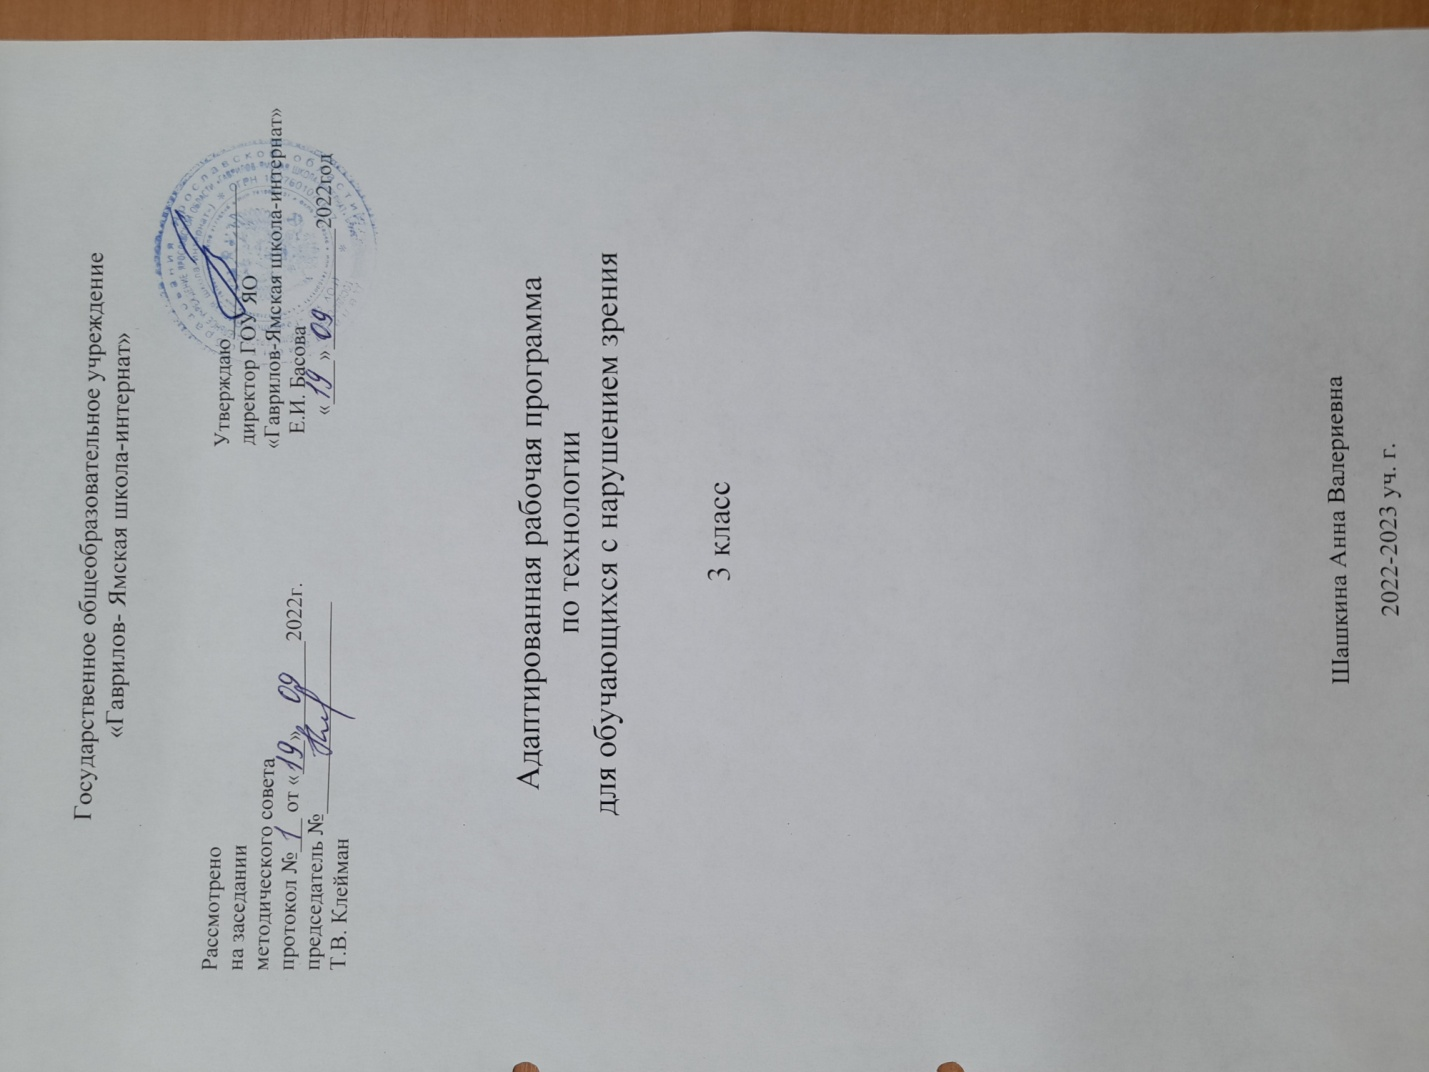 Государственное общеобразовательное учреждение
«Гаврилов- Ямская школа-интернат»
Рассмотрено
на заседании
методического совета
протокол № 1 от «19» 09 2022г.
председатель №
Т.В. Клейман
Утверждаю
директор ГОУ ЯО
«Гаврилов-Ямская школа-интернат»
Е.И. Басова
«19» 09 2022год
Адаптированная рабочая программа
по технологии
для обучающихся с нарушением зрения
3 класс
Шашкина Анна Валериевна
2022-2023 уч. г.